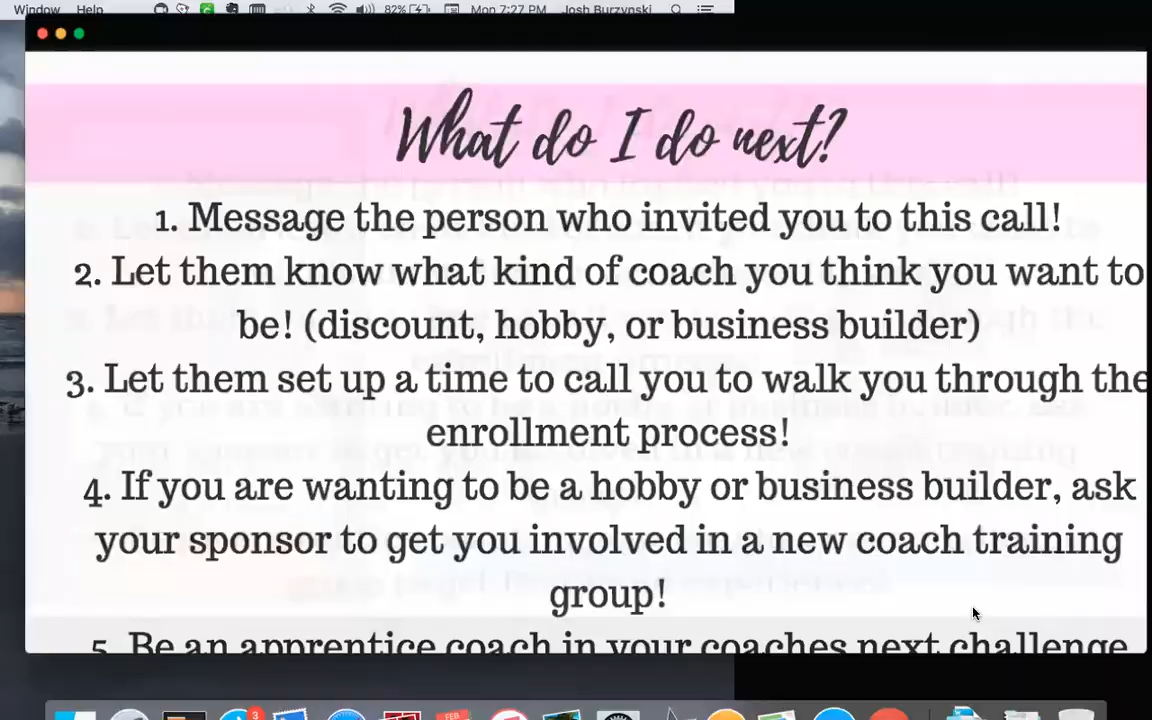 Window Help 82% Mon 7:27 PM Josh Burzynski
What do I do next?
1. Message the person who invited you to this call!
2. Let them know what kind of coach you think you want to
be! (discount, hobby, or business builder)
3. Let them set up a time to call you to walk you through the
enrollment process!
4. If you are wanting to be a hobby or business builder, ask
your sponsor to get you involved in a new coach training
group!
5. Be an apprentice coach in your coaches next challenge
3
FEB